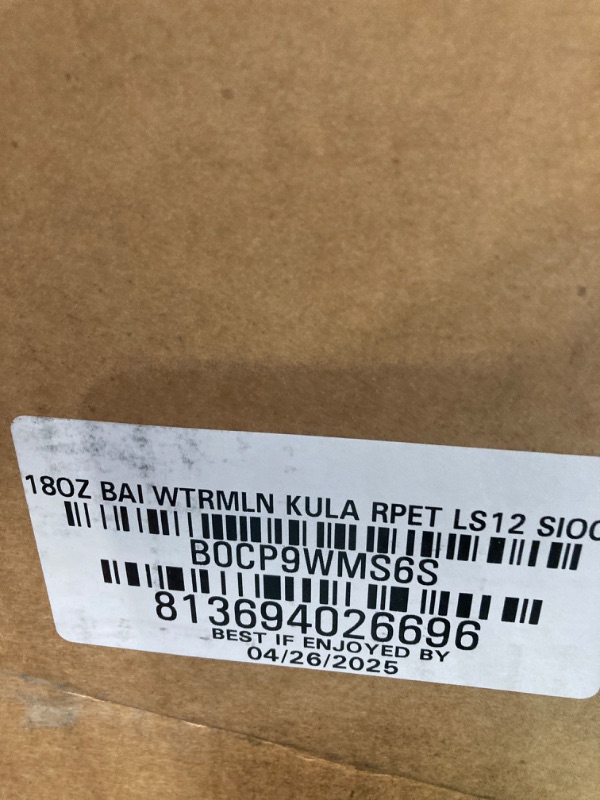 18OZ BAI WTRMLN KULA RPET LS12 SIOC
B0CP9WMS6S
813694026696
BEST IF ENJOYED BY
04/26/2025